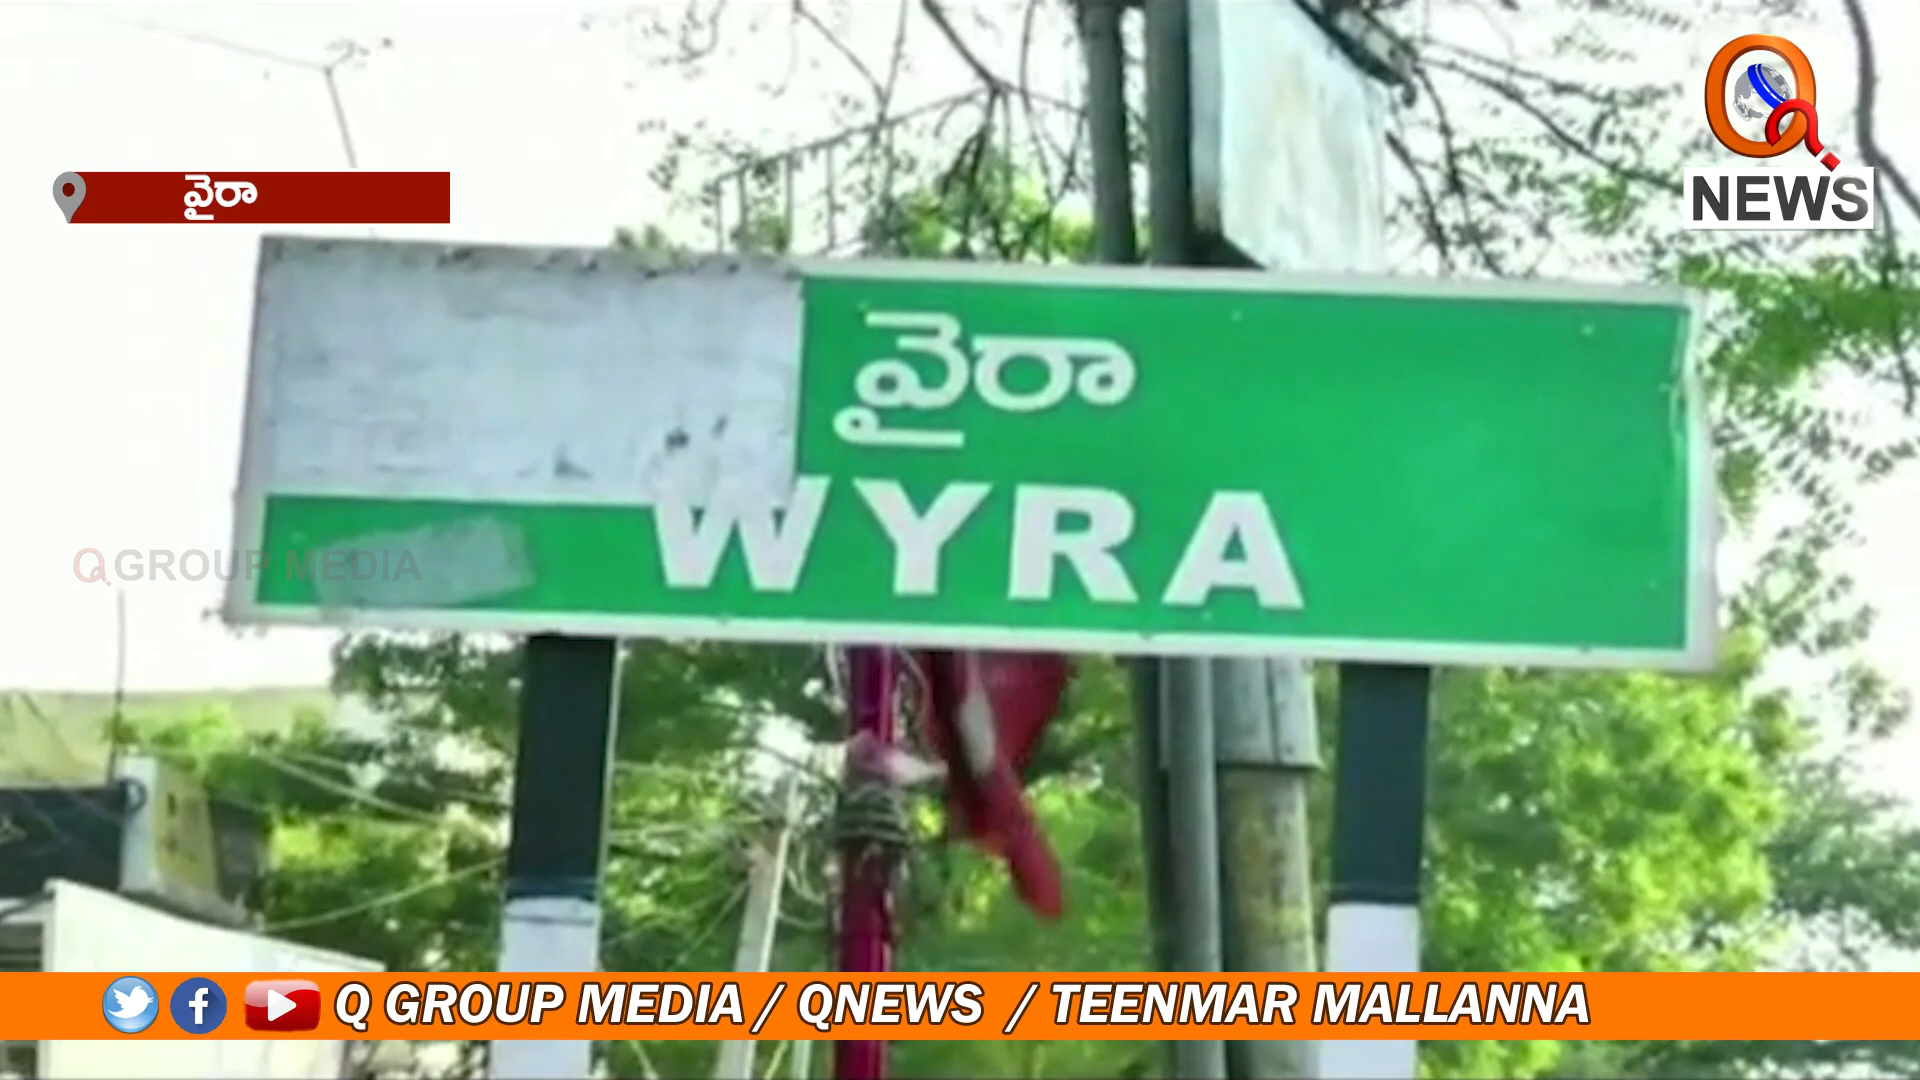 Q
NEWS
వైరా
వైరా
WYRA
Q GROUP MEDIA
Q GROUP MEDIA / QNEWS / TEENMAR MALLANNA